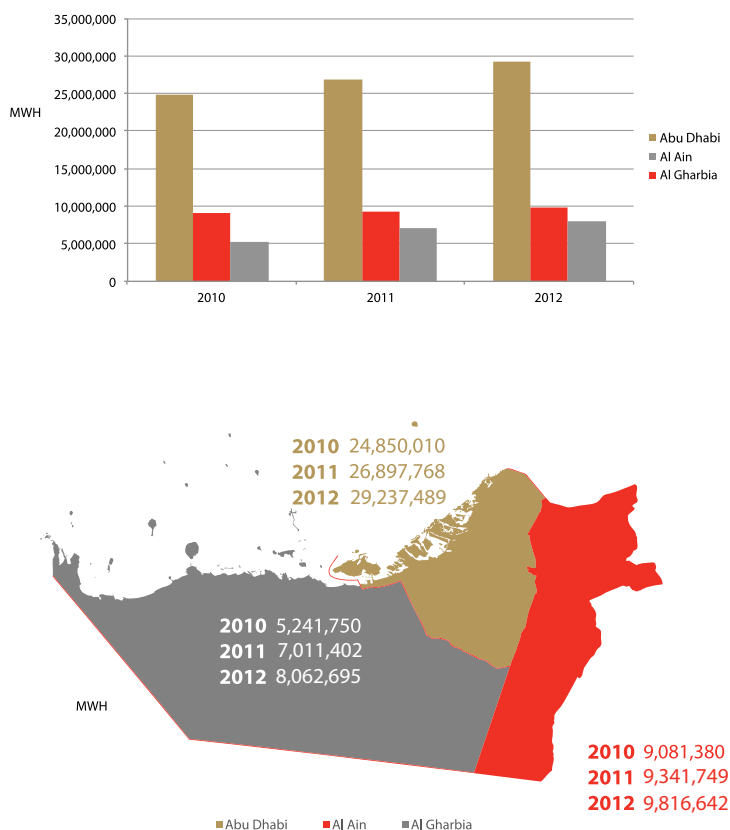 35,000,000
30,000,000
25,000,000
MWH
20,000,000
15,000,000
10,000,000
5,000,000
0
2010 2011 2012
Abu Dhabi
Al Ain
Al Gharbia
2010 24,850,010
2011 26,897,768
2012 29,237,489
2010 5,241,750
2011 7,011,402
2012 8,062,695
MWH
2010 9,081,380
2011 9,341,749
2012 9,816,642
Abu Dhabi Al Ain Al Gharbia